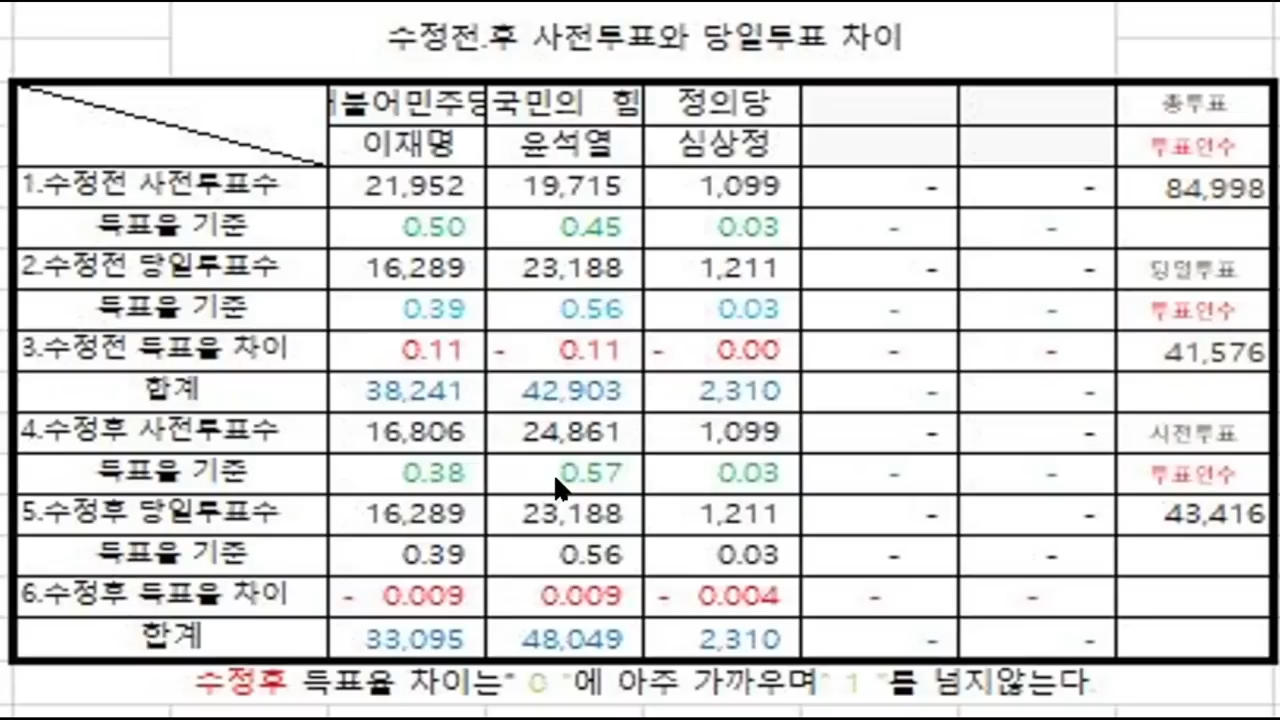 수정전.후 사전투표와 당일투표 차이
더불어민주당 국민의 힘 정의당 총투표
이재명 윤석열 심상정 투표인수
1.수정전 사전투표수 21,952 19,715 1,099 - - 84,998
득표율 기준 0.50 0.45 0.03 - -
2.수정전 당일투표수 16,289 23,188 1,211 - - 당일투표
득표율 기준 0.39 0.56 0.03 - - 투표인수
3.수정전 득표율 차이 0.11 - 0.11 - 0.00 - - 41,576
합계 38,241 42,903 2,310 - -
4.수정후 사전투표수 16,806 24,861 1,099 - - 사전투표
득표율 기준 0.38 0.57 0.03 - - 투표인수
5.수정후 당일투표수 16,289 23,188 1,211 - - 43,416
득표율 기준 0.39 0.56 0.03 - -
6.수정후 득표율 차이 - 0.009 0.009 - 0.004 - -
합계 33,095 48,049 2,310 - -
수정후 득표율 차이는" 0 "에 아주 가까우며" 1 "를 넘지않는다.